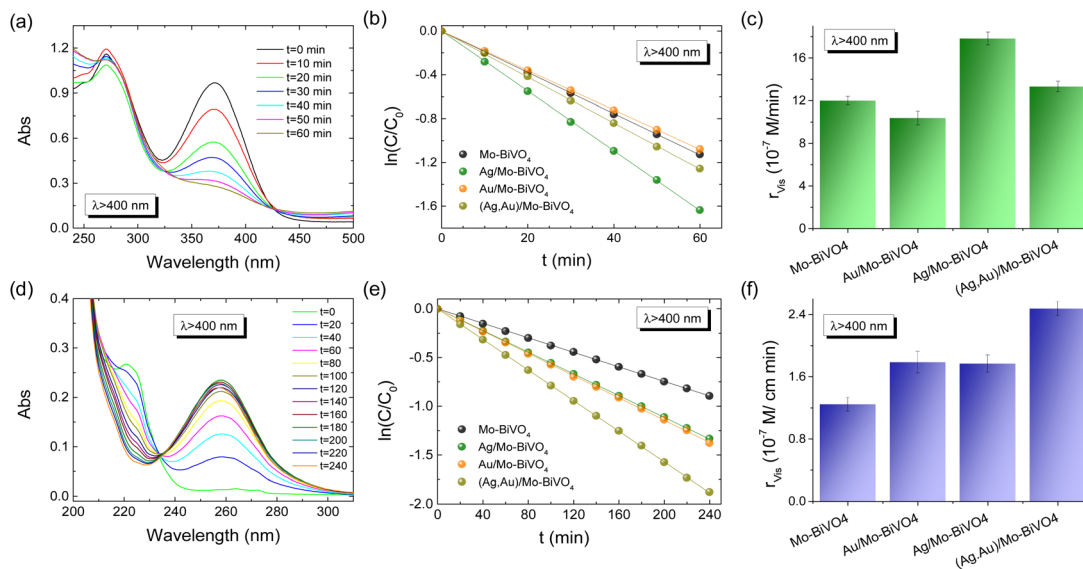 (a)
Abs
1.2
0.9
0.6
0.3
0.0
250
300
350
400
450
500
Wavelength (nm)
t=0 min
t=10 min
t=20 min
t=30 min
t=40 min
t=50 min
t=60 min
λ>400 nm
(b)
ln(C/C₀)
0.0
-0.4
-0.8
-1.2
-1.6
0
10
20
30
40
50
60
t (min)
λ>400 nm
Mo-BiVO₄
Ag/Mo-BiVO₄
Au/Mo-BiVO₄
(Ag,Au)/Mo-BiVO₄
(c)
r_Vis (10⁻⁷ M/min)
16
12
8
4
0
λ>400 nm
Mo-BiVO4
Au/Mo-BiVO4
Ag/Mo-BiVO4
(Ag,Au)/Mo-BiVO4
(d)
Abs
0.4
0.3
0.2
0.1
0.0
200
220
240
260
280
300
Wavelength (nm)
λ>400 nm
t=0
t=20
t=40
t=60
t=80
t=100
t=120
t=140
t=160
t=180
t=200
t=220
t=240
(e)
ln(C/C₀)
0.0
-0.5
-1.0
-1.5
-2.0
0
40
80
120
160
200
240
t (min)
λ>400 nm
Mo-BiVO₄
Ag/Mo-BiVO₄
Au/Mo-BiVO₄
(Ag,Au)/Mo-BiVO₄
(f)
r_Vis (10⁻⁷ M/ cm min)
2.4
1.6
0.8
0.0
λ>400 nm
Mo-BiVO4
Au/Mo-BiVO4
Ag/Mo-BiVO4
(Ag.Au)/Mo-BiVO4